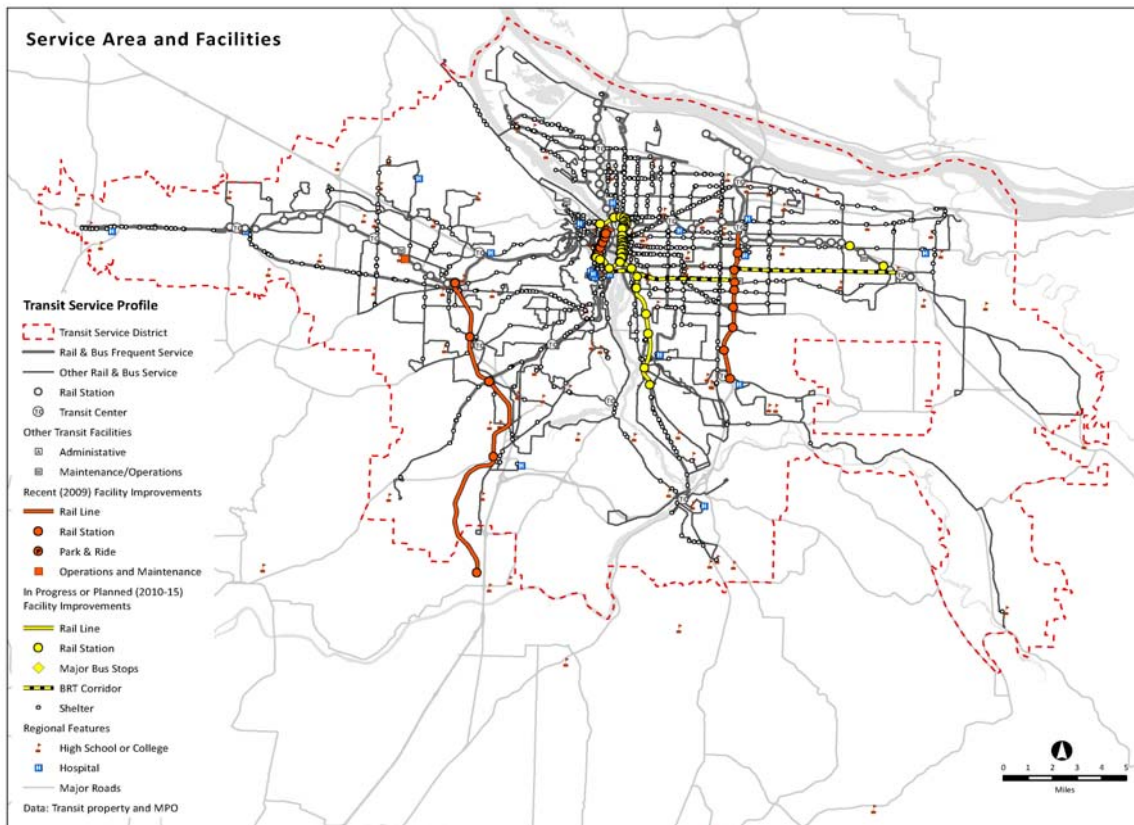 Service Area and Facilities
Transit Service Profile
Transit Service District
Rail & Bus Frequent Service
Other Rail & Bus Service
Rail Station
TC Transit Center
Other Transit Facilities
A Administative
M Maintenance/Operations
Recent (2009) Facility Improvements
Rail Line
Rail Station
P Park & Ride
Operations and Maintenance
In Progress or Planned (2010-15)
Facility Improvements
Rail Line
Rail Station
Major Bus Stops
BRT Corridor
Shelter
Regional Features
High School or College
H Hospital
Major Roads
Data: Transit property and MPO
0 1 2 3 4 5
Miles